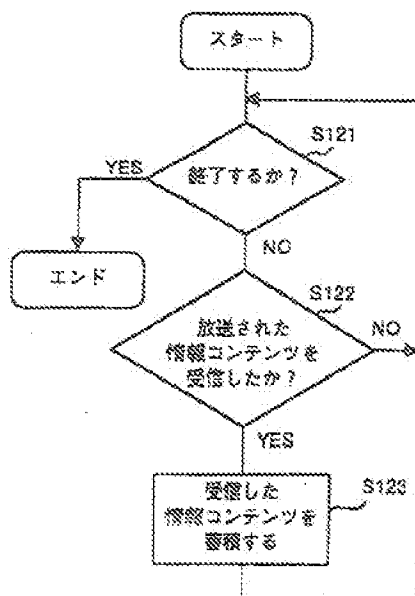 スタート
S121
YES
終了するか?
NO
エンド
S122
放送された
情報コンテンツを
受信したか?
NO
YES
S123
受信した
情報コンテンツを
蓄積する